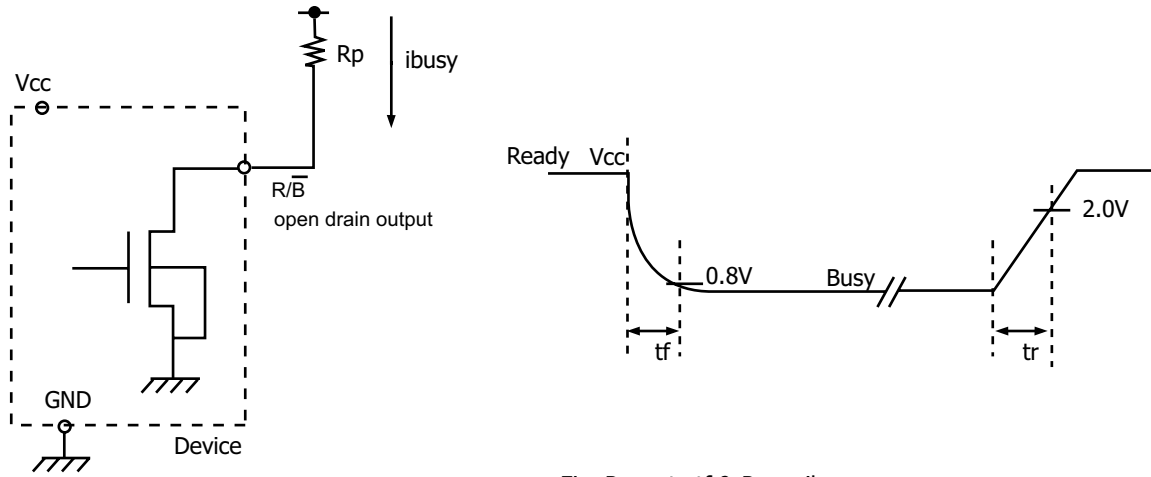 Rp
ibusy
Vcc
R/B̅
open drain output
GND
Device
Ready Vcc
2.0V
0.8V
Busy
tf
tr